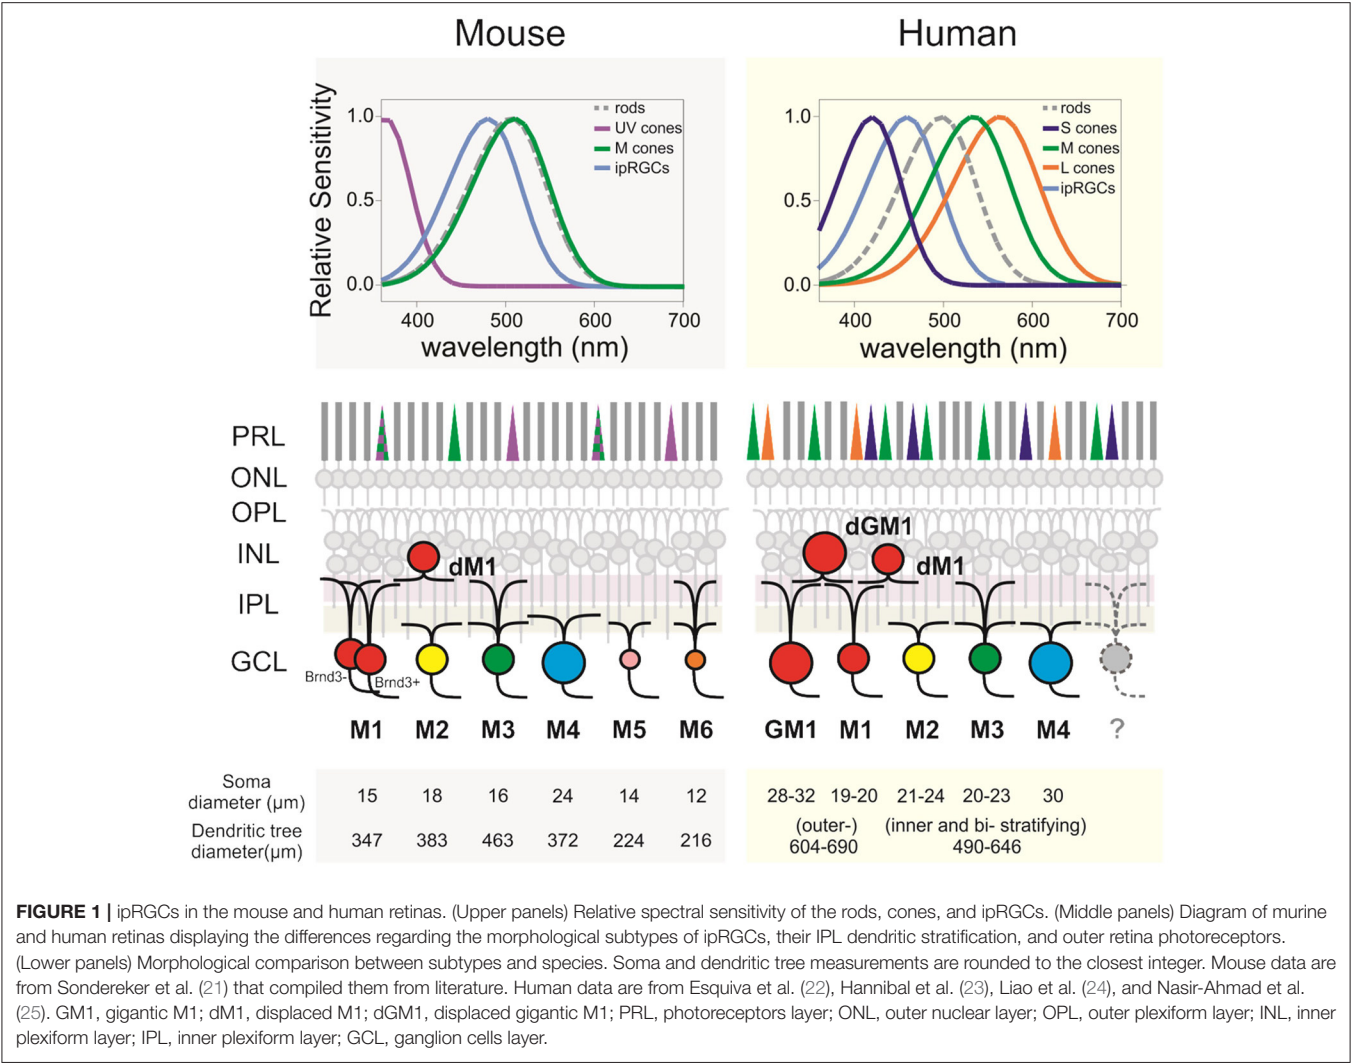 Mouse
Human
Relative Sensitivity
1.0
0.5
0.0
400 500 600 700
wavelength (nm)
rods
UV cones
M cones
ipRGCs
1.0
0.5
0.0
400 500 600 700
wavelength (nm)
rods
S cones
M cones
L cones
ipRGCs
PRL
ONL
OPL
INL
IPL
GCL
dM1
Brnd3-
Brnd3+
M1 M2 M3 M4 M5 M6
dGM1
dM1
GM1 M1 M2 M3 M4 ?
Soma
diameter (µm)
15 18 16 24 14 12
28-32 19-20 21-24 20-23 30
Dendritic tree
diameter(µm)
347 383 463 372 224 216
(outer-) (inner and bi- stratifying)
604-690 490-646
FIGURE 1 | ipRGCs in the mouse and human retinas. (Upper panels) Relative spectral sensitivity of the rods, cones, and ipRGCs. (Middle panels) Diagram of murine
and human retinas displaying the differences regarding the morphological subtypes of ipRGCs, their IPL dendritic stratification, and outer retina photoreceptors.
(Lower panels) Morphological comparison between subtypes and species. Soma and dendritic tree measurements are rounded to the closest integer. Mouse data are
from Sondereker et al. (21) that compiled them from literature. Human data are from Esquiva et al. (22), Hannibal et al. (23), Liao et al. (24), and Nasir-Ahmad et al.
(25). GM1, gigantic M1; dM1, displaced M1; dGM1, displaced gigantic M1; PRL, photoreceptors layer; ONL, outer nuclear layer; OPL, outer plexiform layer; INL, inner
plexiform layer; IPL, inner plexiform layer; GCL, ganglion cells layer.